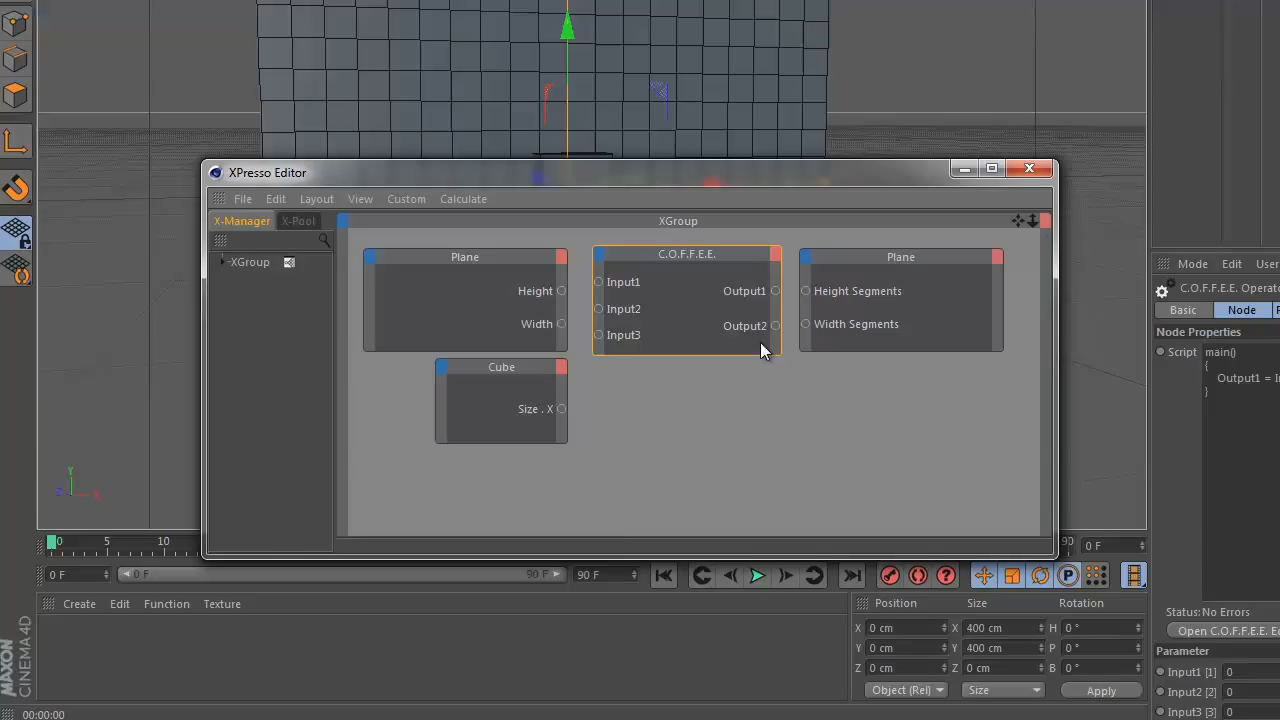 XPresso Editor
File Edit Layout View Custom Calculate
X-Manager X-Pool
XGroup
XGroup
Plane
Height
Width
C.O.F.F.E.E.
Input1
Input2
Input3
Output1
Output2
Plane
Height Segments
Width Segments
Cube
Size . X
Mode Edit User
C.O.F.F.E.E. Operato
Basic Node
Node Properties
Script main()
{
Output1 = In
}
Status:No Errors
Open C.O.F.F.E.E. Ed
Parameter
Input1 [1] 0
Input2 [2] 0
Input3 [3] 0
Y
Z X
0 5 10 90 0 F
0 F 0 F 90 F 90 F
Create Edit Function Texture
Position Size Rotation
X 0 cm X 400 cm H 0 °
Y 0 cm Y 400 cm P 0 °
Z 0 cm Z 0 cm B 0 °
Object (Rel) Size Apply
MAXON
CINEMA 4D
00:00:00